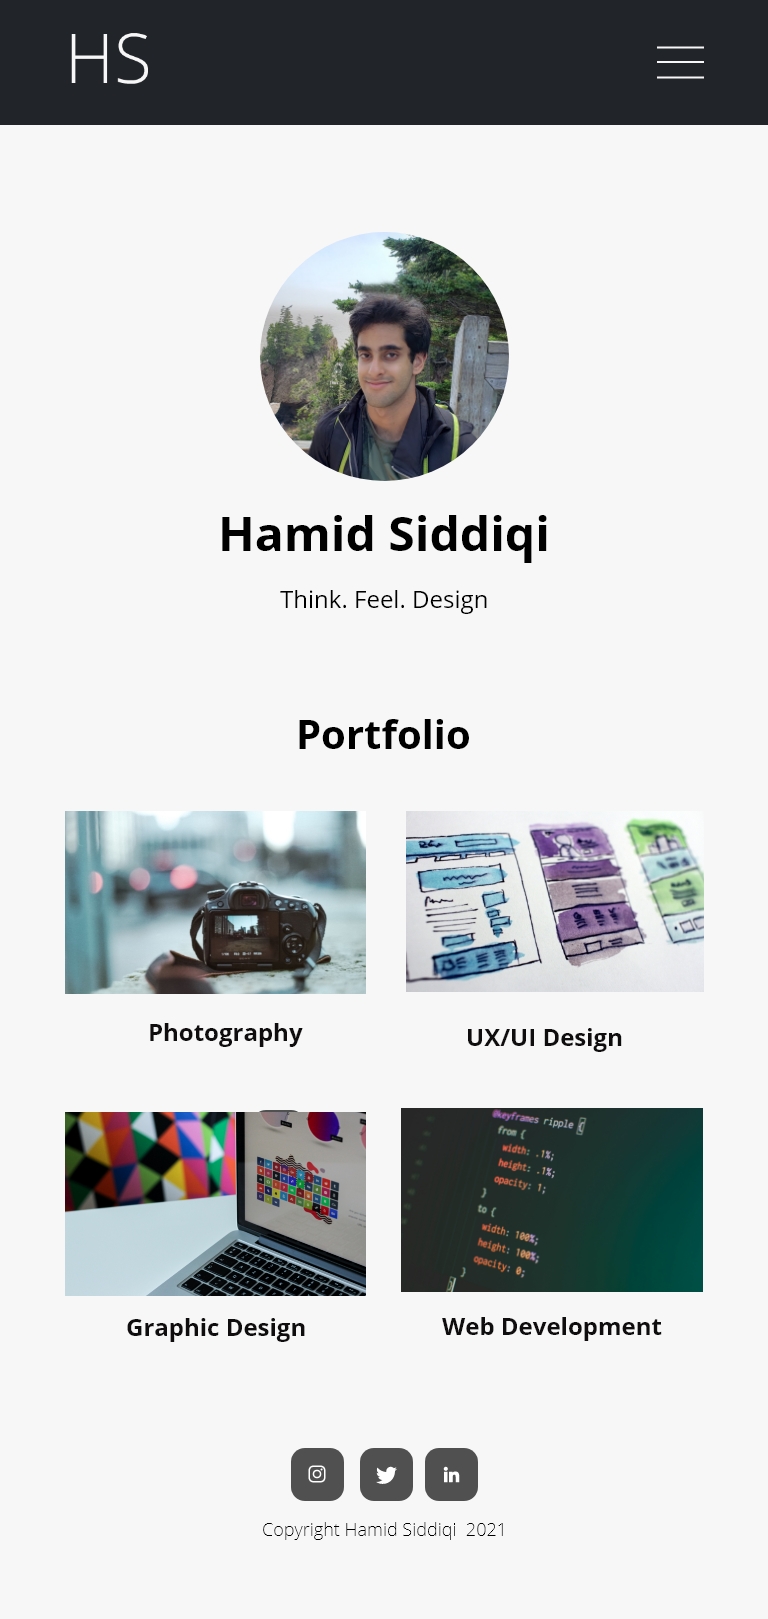 HS
Hamid Siddiqi
Think. Feel. Design
Portfolio
Photography
UX/UI Design
@keyframes ripple {
from {
width: .1%;
height: .1%;
opacity: 1;
}
to {
width: 100%;
height: 100%;
opacity: 0;
}
}
Graphic Design
Web Development
in
Copyright Hamid Siddiqi 2021